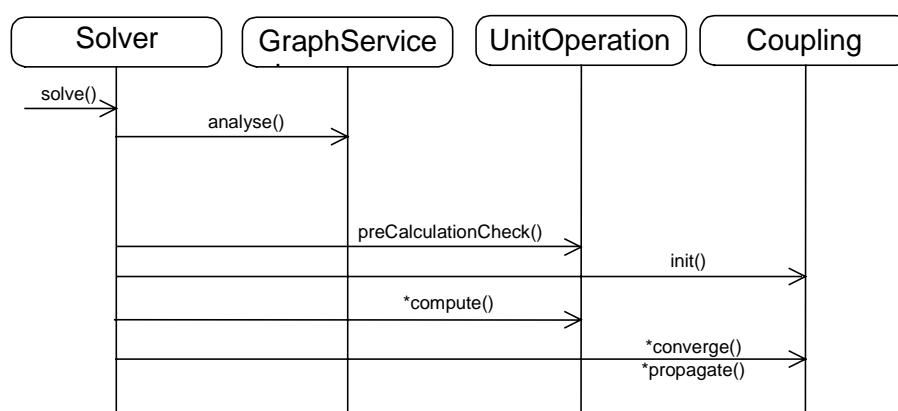 Solver
GraphService
UnitOperation
Coupling
solve()
analyse()
preCalculationCheck()
init()
*compute()
*converge()
*propagate()